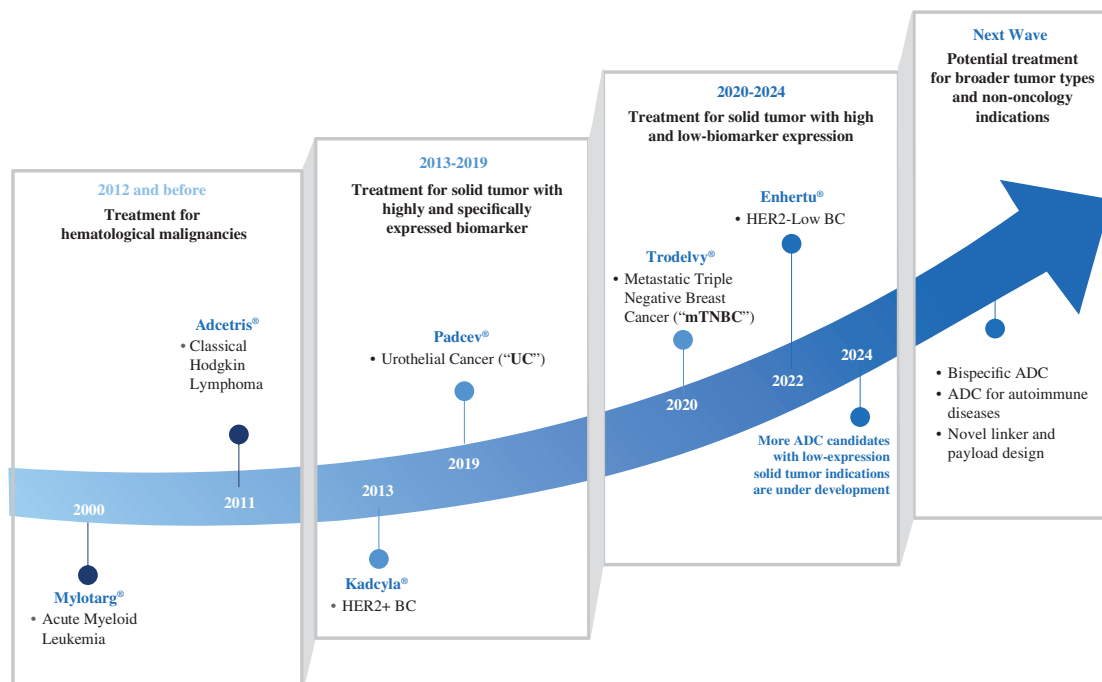 2012 and before
Treatment for
hematological malignancies
Adcetris®
• Classical
Hodgkin
Lymphoma
2000
2011
Mylotarg®
• Acute Myeloid
Leukemia
2013-2019
Treatment for solid tumor with
highly and specifically
expressed biomarker
Padcev®
• Urothelial Cancer (“UC”)
2013
2019
Kadcyla®
• HER2+ BC
2020-2024
Treatment for solid tumor with high
and low-biomarker expression
Enhertu®
• HER2-Low BC
Trodelvy®
• Metastatic Triple
Negative Breast
Cancer (“mTNBC”)
2020
2022
2024
More ADC candidates
with low-expression
solid tumor indications
are under development
Next Wave
Potential treatment
for broader tumor types
and non-oncology
indications
• Bispecific ADC
• ADC for autoimmune
diseases
• Novel linker and
payload design